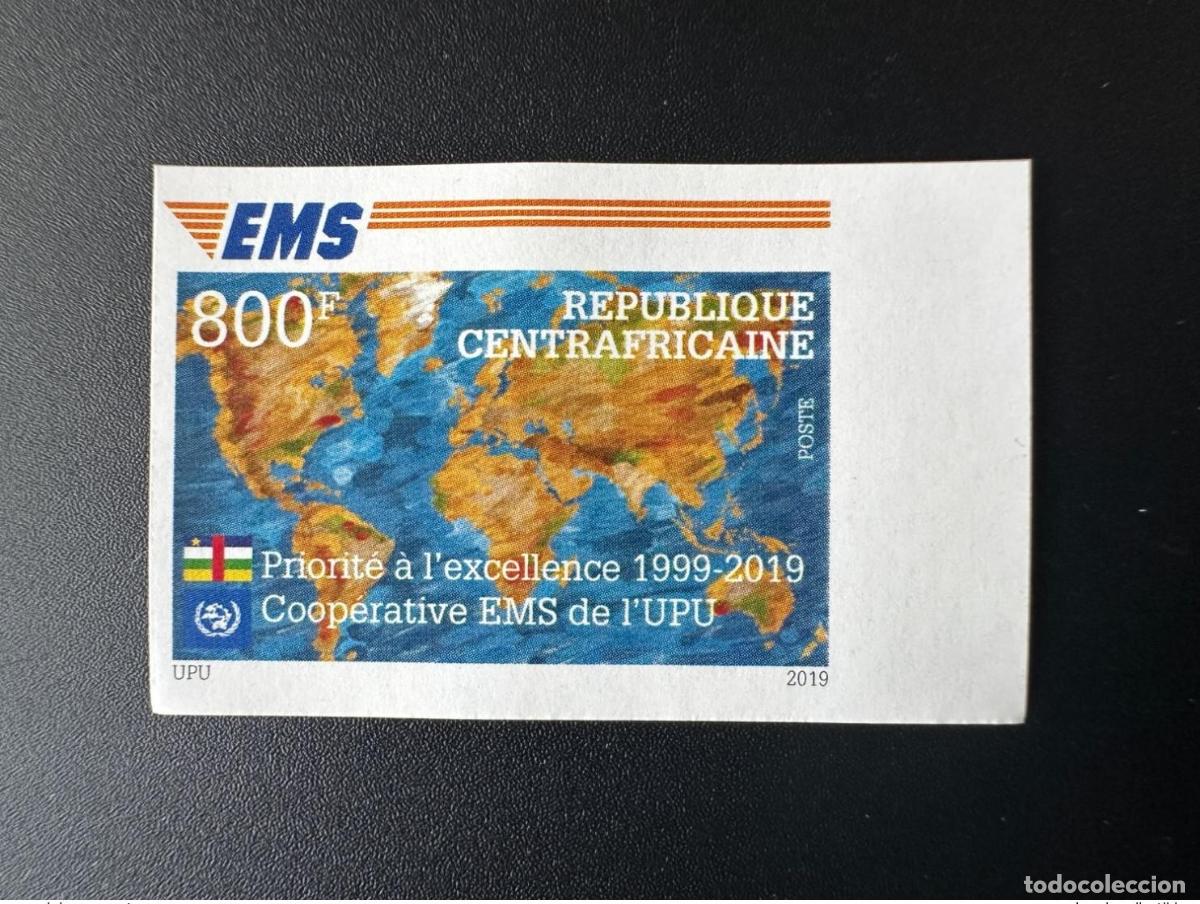 EMS
800F
REPUBLIQUE
CENTRAFRICAINE
POSTE
Priorité à l'excellence 1999-2019
Coopérative EMS de l'UPU
UPU
2019
todocoleccion